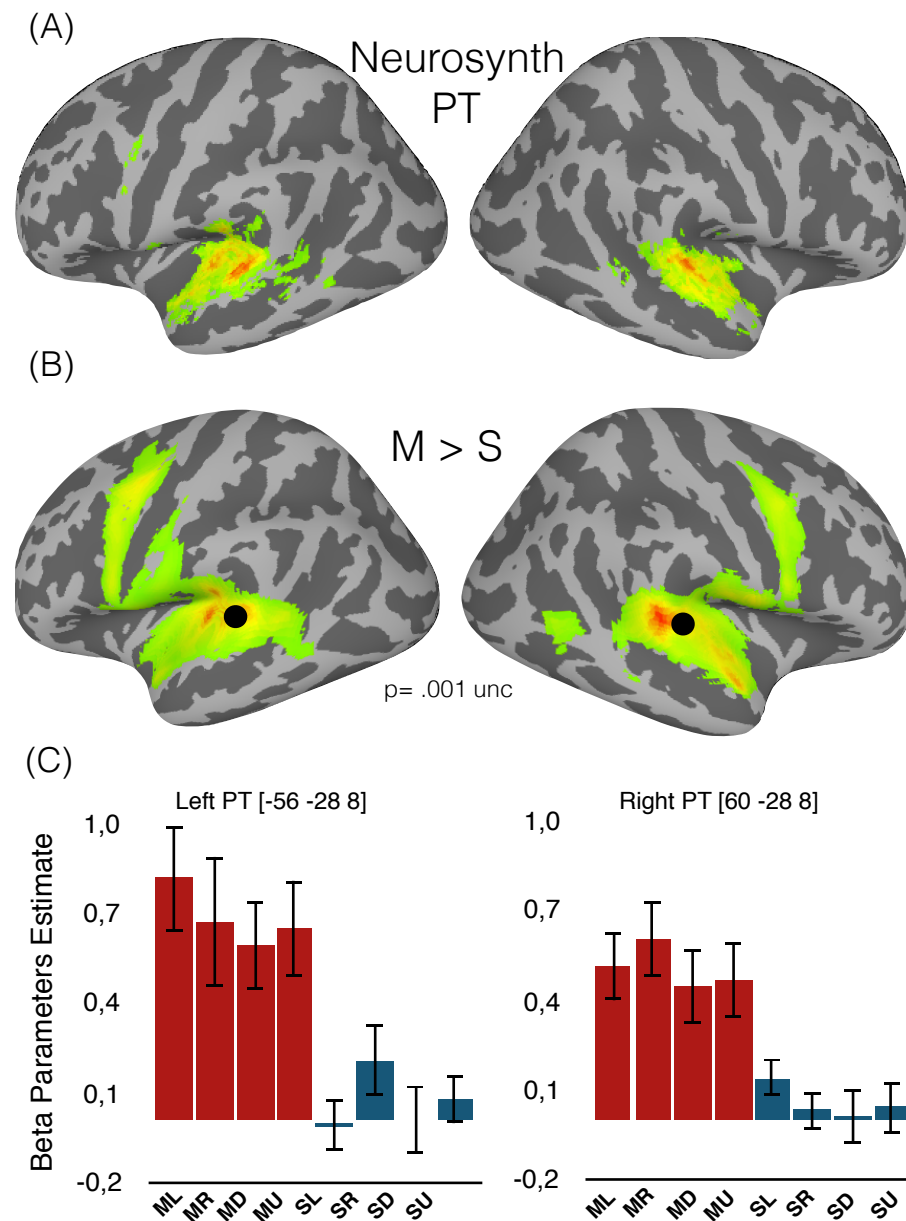 (A)
Neurosynth
PT
(B)
M > S
p= .001 unc
(C)
Left PT [-56 -28 8]
Right PT [60 -28 8]
Beta Parameters Estimate
1,0
0,7
0,4
0,1
-0,2
ML MR MD MU SL SR SD SU
1,0
0,7
0,4
0,1
-0,2
ML MR MD MU SL SR SD SU